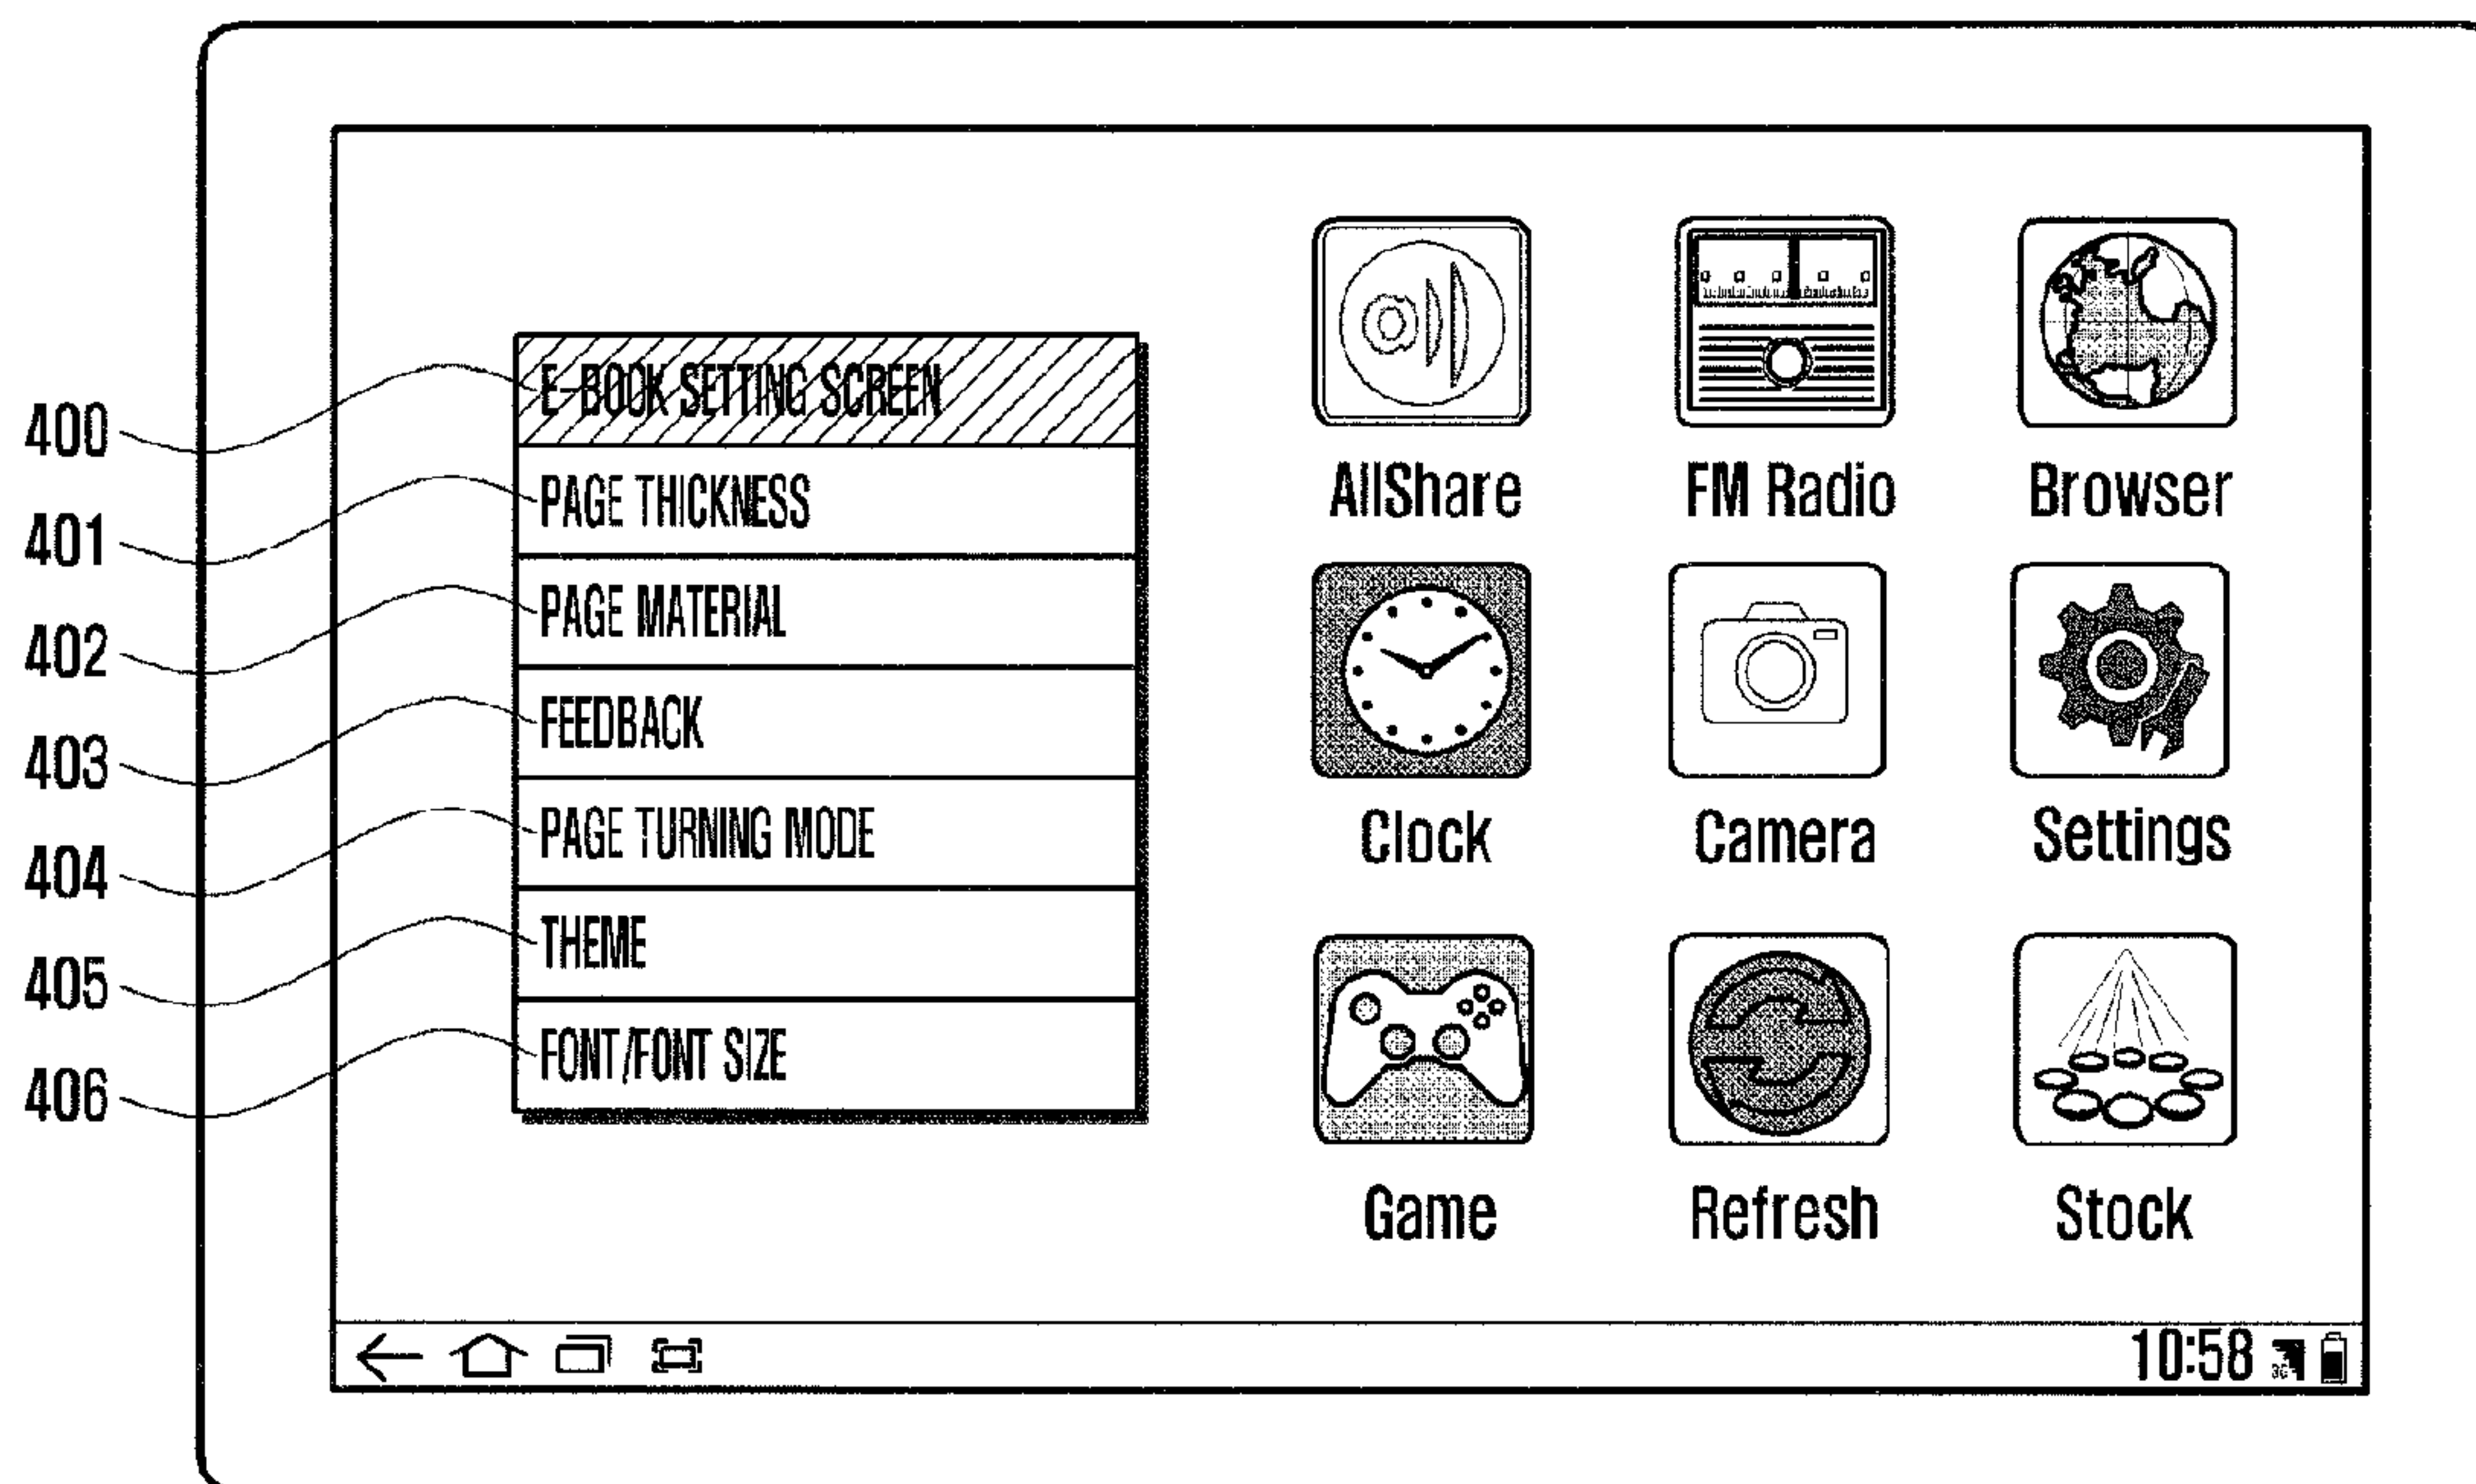 400 E-BOOK SETTING SCREEN
401 PAGE THICKNESS
402 PAGE MATERIAL
403 FEEDBACK
404 PAGE TURNING MODE
405 THEME
406 FONT/FONT SIZE
AllShare FM Radio Browser
Clock Camera Settings
Game Refresh Stock
10:58 3G